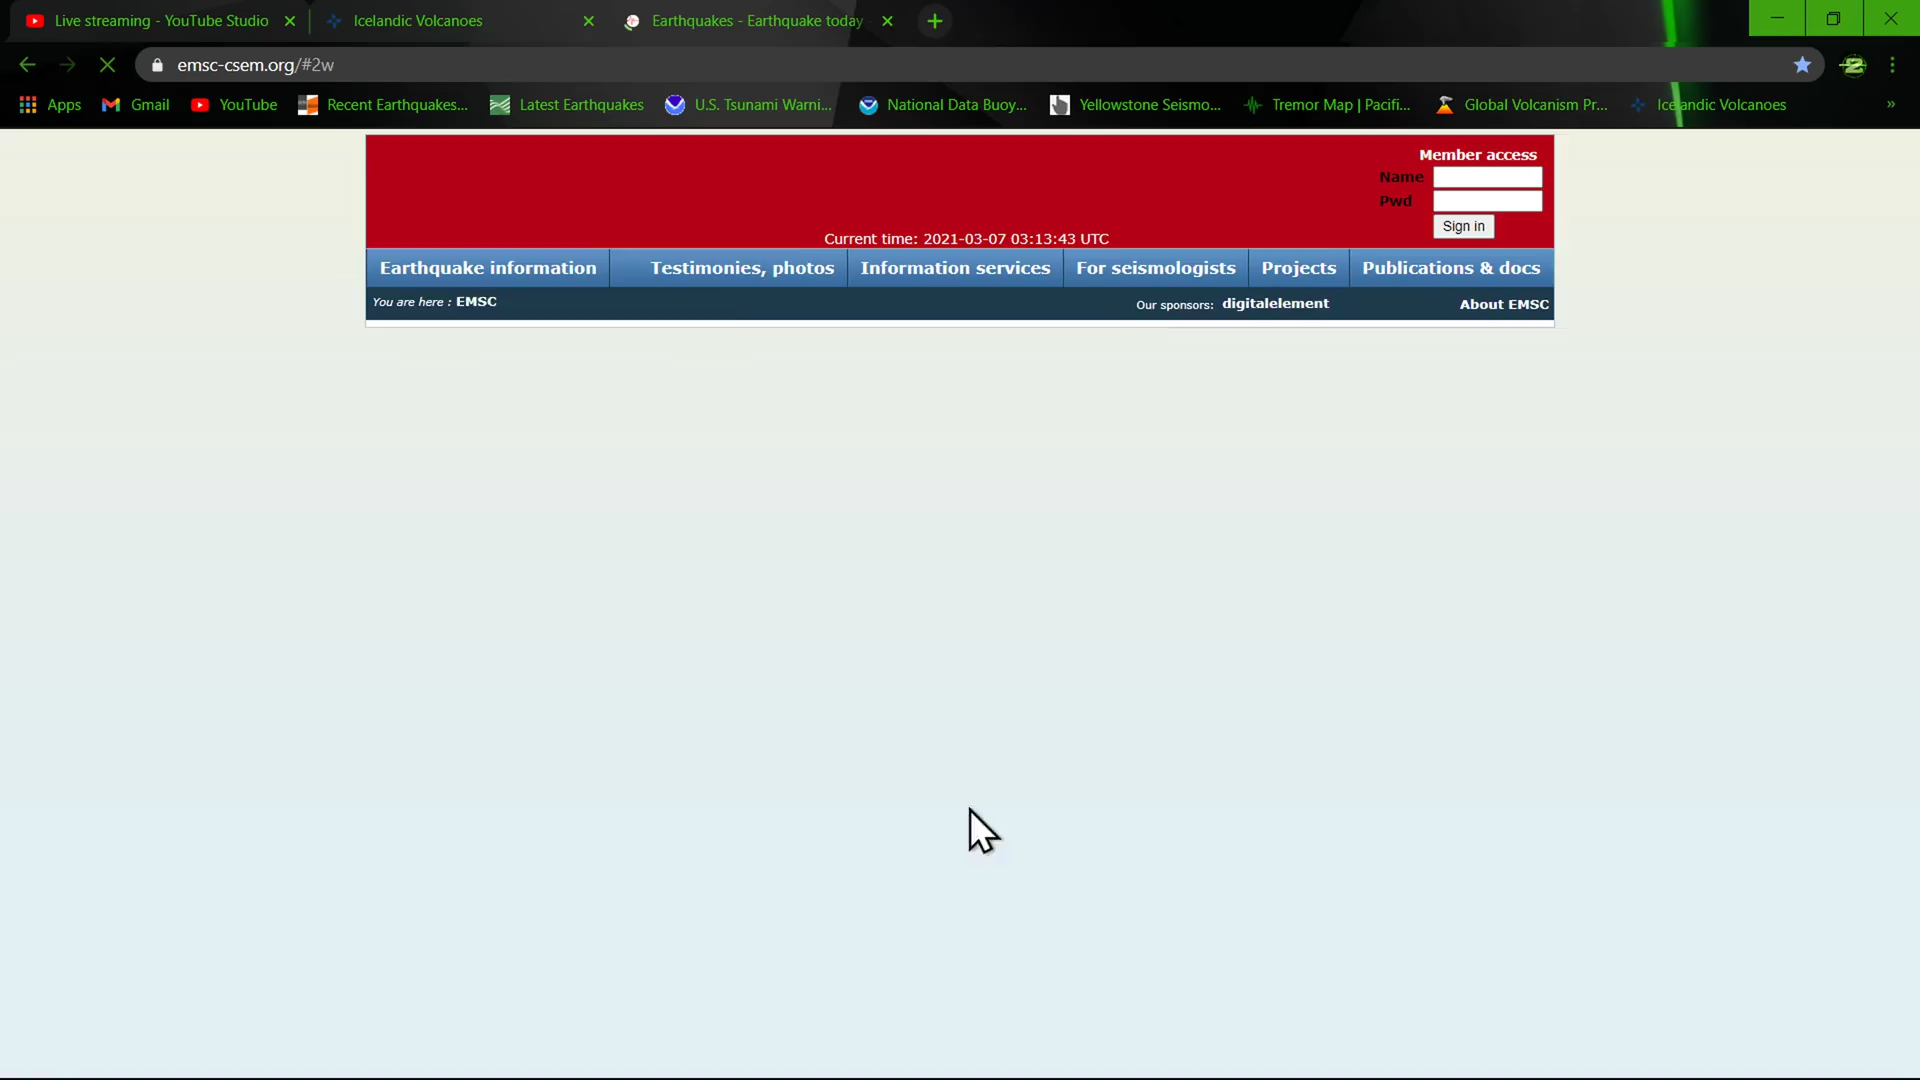 Live streaming - YouTube Studio
Icelandic Volcanoes
Earthquakes - Earthquake today
emsc-csem.org/#2w
Apps
Gmail
YouTube
Recent Earthquakes...
Latest Earthquakes
U.S. Tsunami Warni...
National Data Buoy...
Yellowstone Seismo...
Tremor Map | Pacifi...
Global Volcanism Pr...
Icelandic Volcanoes
»
Member access
Name
Pwd
Sign in
Current time: 2021-03-07 03:13:43 UTC
Earthquake information
Testimonies, photos
Information services
For seismologists
Projects
Publications & docs
You are here : EMSC
Our sponsors: digitalelement
About EMSC